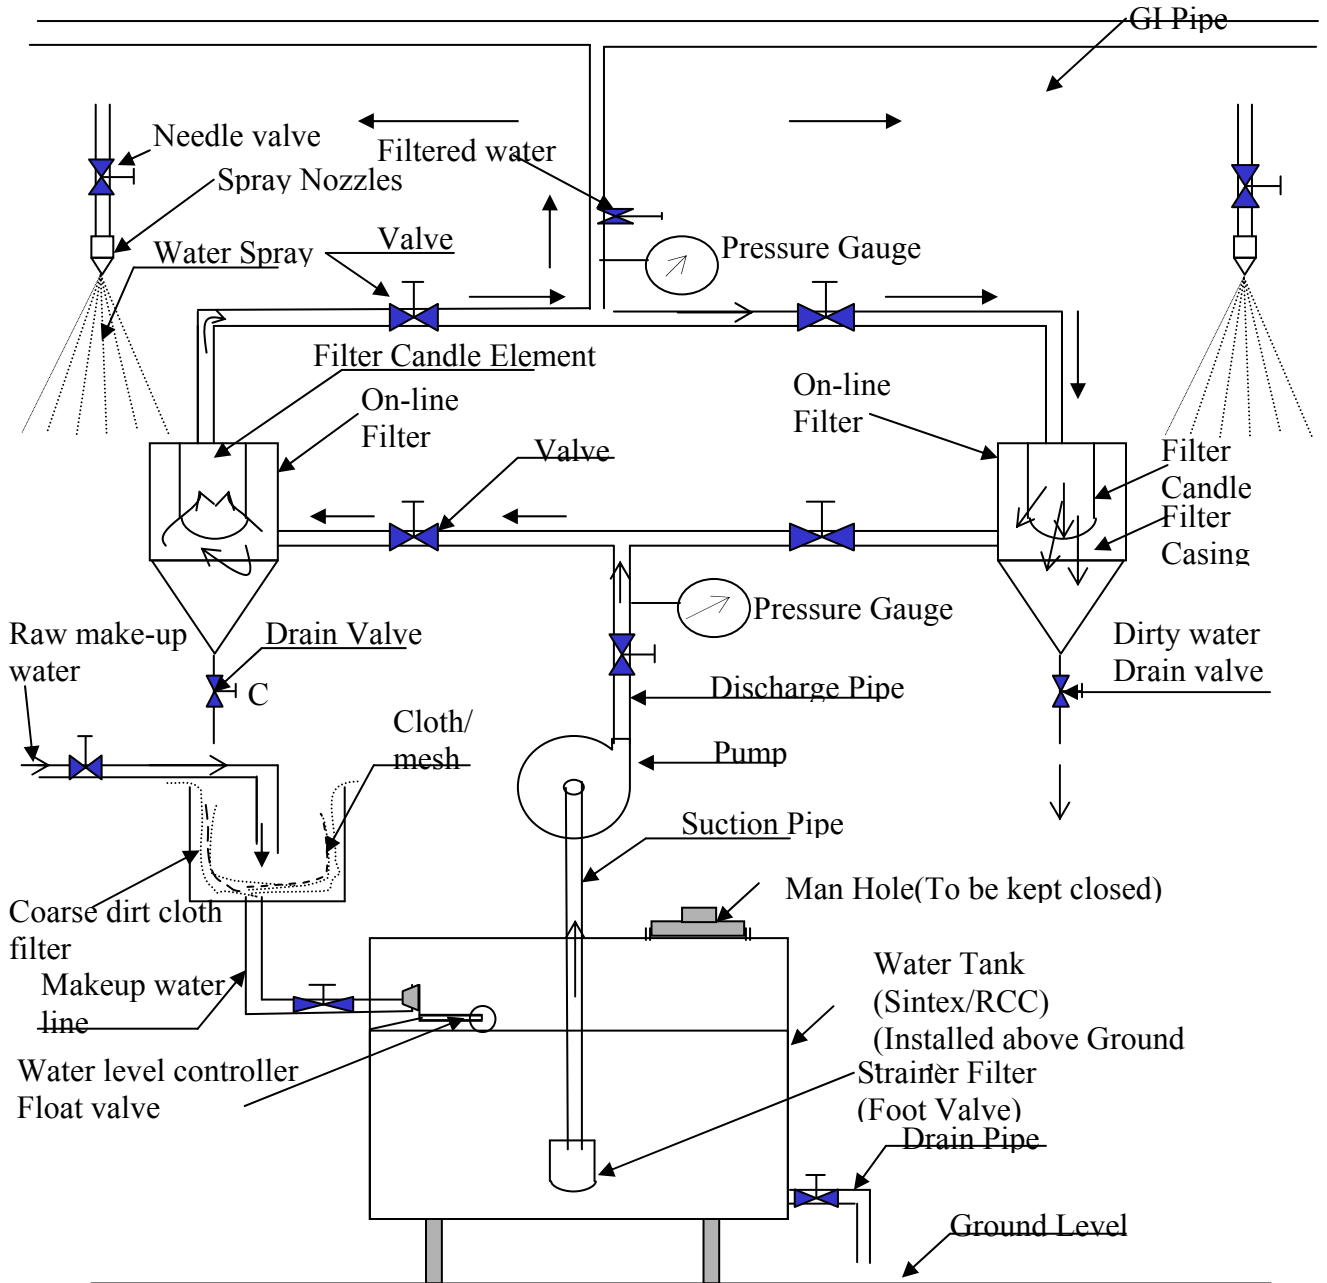 GI Pipe
Needle valve
Filtered water
Spray Nozzles
Valve
Water Spray
Pressure Gauge
Filter Candle Element
On-line
Filter
On-line
Filter
Valve
Filter
Candle
Filter
Casing
Pressure Gauge
Raw make-up
water
Drain Valve
C
Dirty water
Drain valve
Discharge Pipe
Cloth/
mesh
Pump
Suction Pipe
Man Hole(To be kept closed)
Coarse dirt cloth
filter
Makeup water
line
Water Tank
(Sintex/RCC)
(Installed above Ground
Water level controller
Float valve
Strainer Filter
(Foot Valve)
Drain Pipe
Ground Level